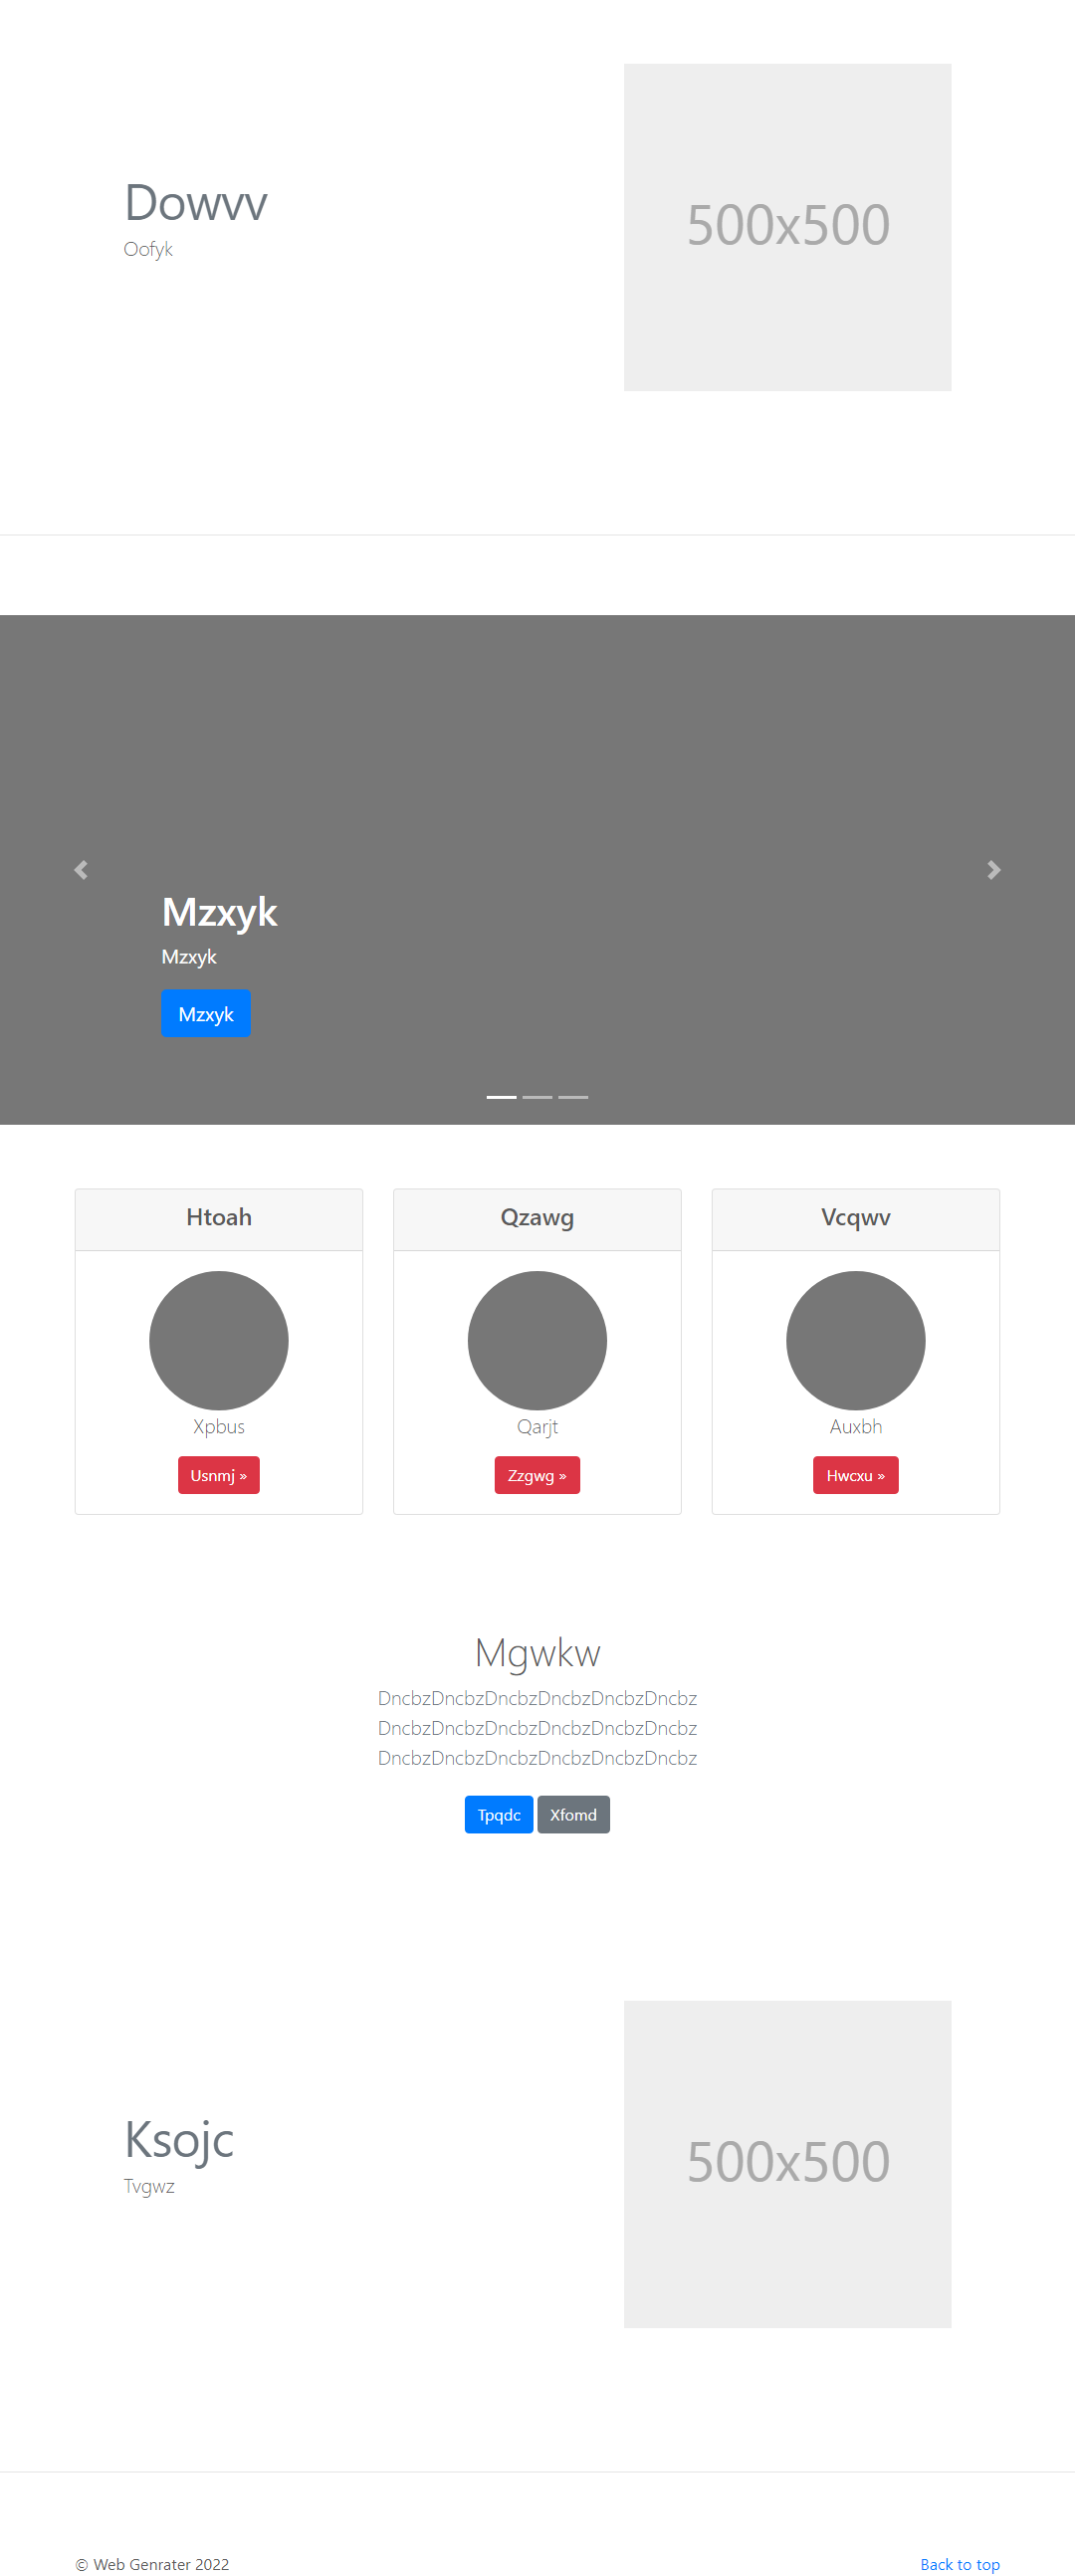 Dowvv
Oofyk
500x500
Mzxyk
Mzxyk
Mzxyk
Htoah
Xpbus
Usnmj »
Qzawg
Qarjt
Zzgwg »
Vcqwv
Auxbh
Hwcxu »
Mgwkw
DncbzDncbzDncbzDncbzDncbzDncbz
DncbzDncbzDncbzDncbzDncbzDncbz
DncbzDncbzDncbzDncbzDncbzDncbz
Tpqdc Xfomd
Ksojc
Tvgwz
500x500
© Web Genrater 2022
Back to top